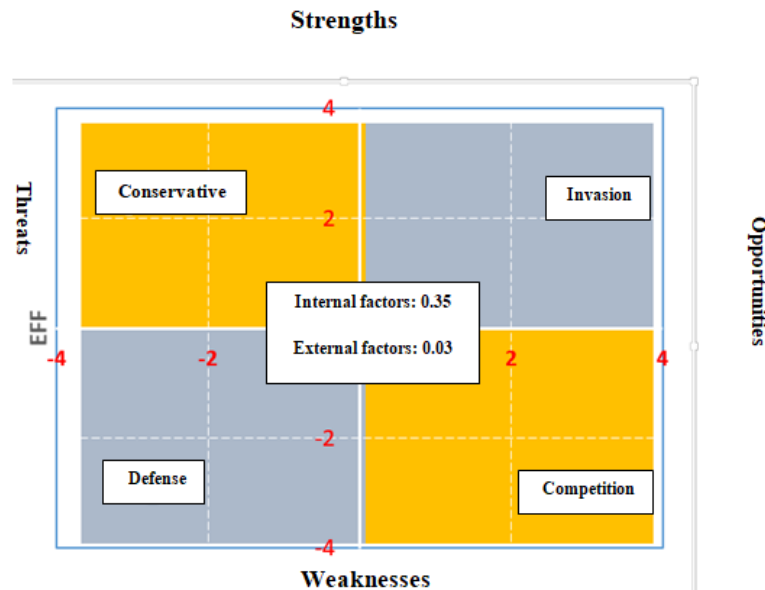 Strengths
4
Conservative
Invasion
Threats
2
Opportunities
Internal factors: 0.35
External factors: 0.03
EFF
-4
-2
2
4
-2
Defense
Competition
-4
Weaknesses